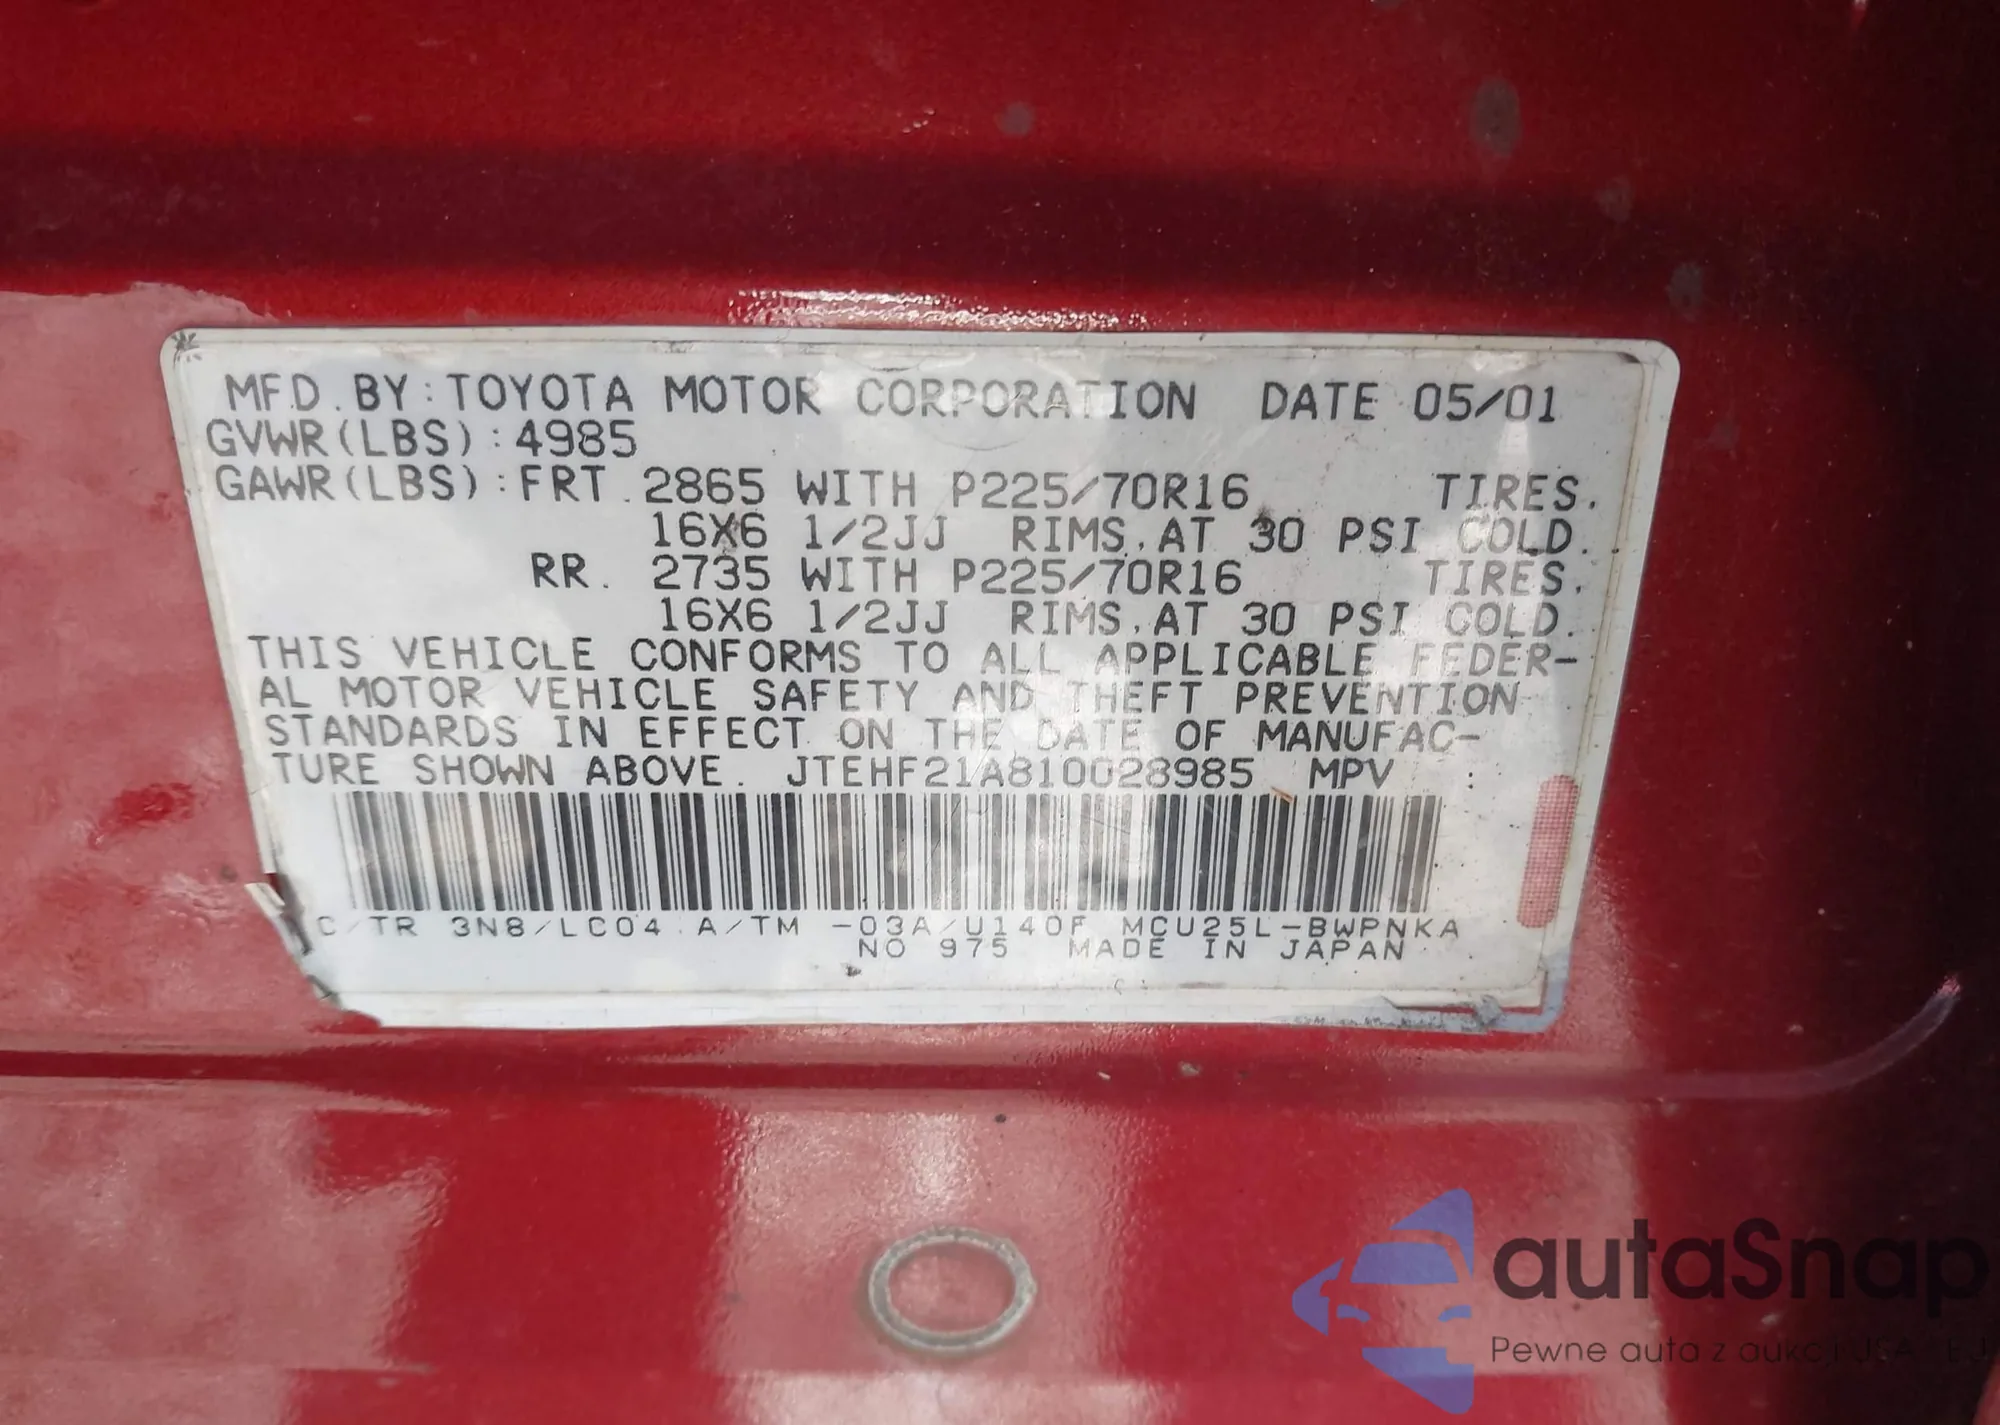 MFD. BY: TOYOTA MOTOR CORPORATION DATE 05/01
GVWR(LBS):4985
GAWR(LBS):FRT. 2865 WITH P225/70R16 TIRES.
16X6 1/2JJ RIMS.AT 30 PSI COLD.
RR. 2735 WITH P225/70R16 TIRES.
16X6 1/2JJ RIMS.AT 30 PSI COLD.
THIS VEHICLE CONFORMS TO ALL APPLICABLE FEDER-
AL MOTOR VEHICLE SAFETY AND THEFT PREVENTION
STANDARDS IN EFFECT ON THE DATE OF MANUFAC-
TURE SHOWN ABOVE. JTEHF21A810028985 MPV
C/TR 3N8/LC04 A/TM -03A/U140F MCU25L-BWPNKA
NO 975 MADE IN JAPAN
autaSnap
Pewne auta z aukcji USA